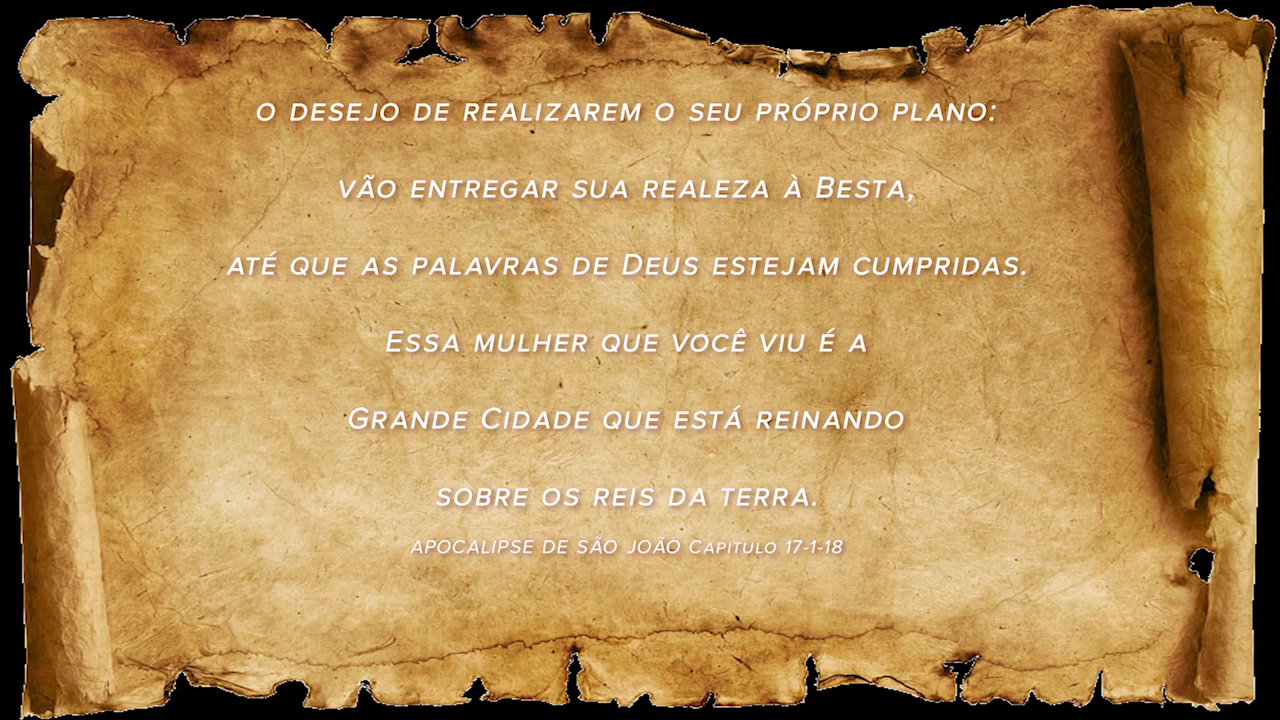 O DESEJO DE REALIZAREM O SEU PRÓPRIO PLANO:
VÃO ENTREGAR SUA REALEZA À BESTA,
ATÉ QUE AS PALAVRAS DE DEUS ESTEJAM CUMPRIDAS.
ESSA MULHER QUE VOCÊ VIU É A
GRANDE CIDADE QUE ESTÁ REINANDO
SOBRE OS REIS DA TERRA.
APOCALIPSE DE SÃO JOÃO CAPITULO 17-1-18